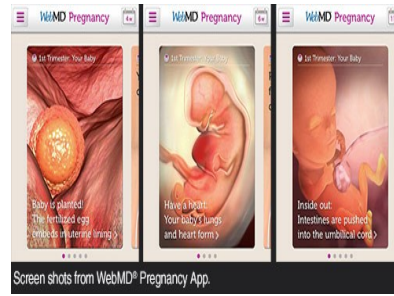 WebMD Pregnancy
4w
1st Trimester: Your Baby
Baby is planted!
The fertilized egg
embeds in uterine lining >
WebMD Pregnancy
6w
1st Trimester: Your Baby
Have a heart:
Your baby's lungs
and heart form >
WebMD Pregnancy
1st Trimester: Your Baby
Inside out:
Intestines are pushed
into the umbilical cord >
Screen shots from WebMD® Pregnancy App.